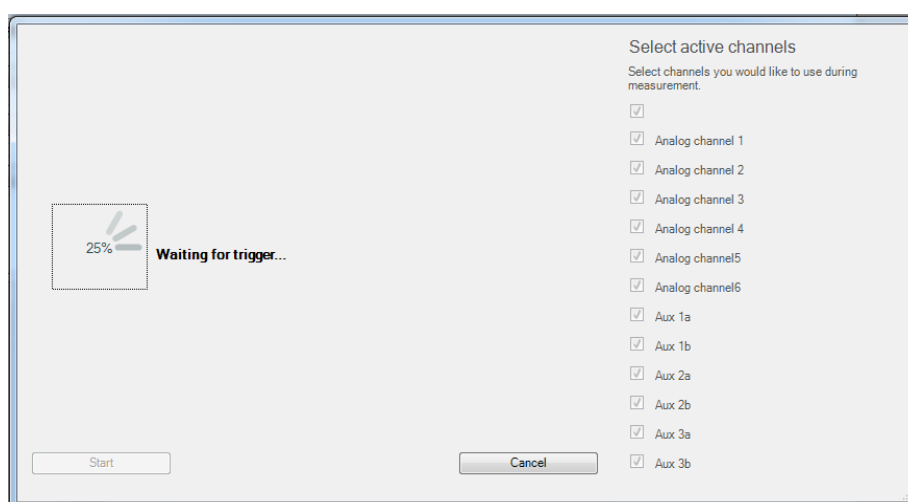 Select active channels
Select channels you would like to use during
measurement.
Analog channel 1
Analog channel 2
Analog channel 3
Analog channel 4
Analog channel5
Analog channel6
Aux 1a
Aux 1b
Aux 2a
Aux 2b
Aux 3a
Aux 3b
25%
Waiting for trigger...
Start
Cancel